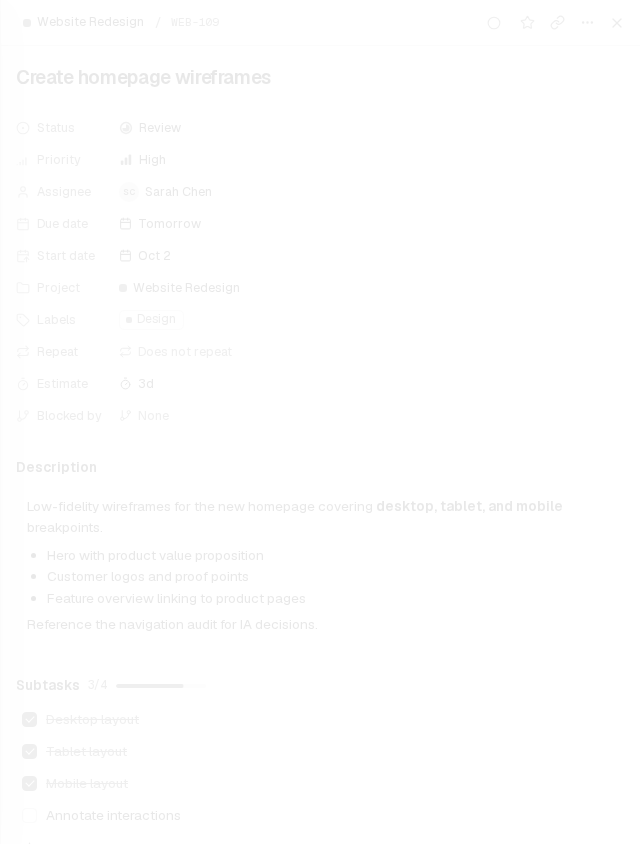 Website Redesign / WEB-109
Create homepage wireframes
Status Review
Priority High
Assignee SC Sarah Chen
Due date Tomorrow
Start date Oct 2
Project Website Redesign
Labels Design
Repeat Does not repeat
Estimate 3d
Blocked by None
Description
Low-fidelity wireframes for the new homepage covering desktop, tablet, and mobile
breakpoints.
Hero with product value proposition
Customer logos and proof points
Feature overview linking to product pages
Reference the navigation audit for IA decisions.
Subtasks 3/4
Desktop layout
Tablet layout
Mobile layout
Annotate interactions